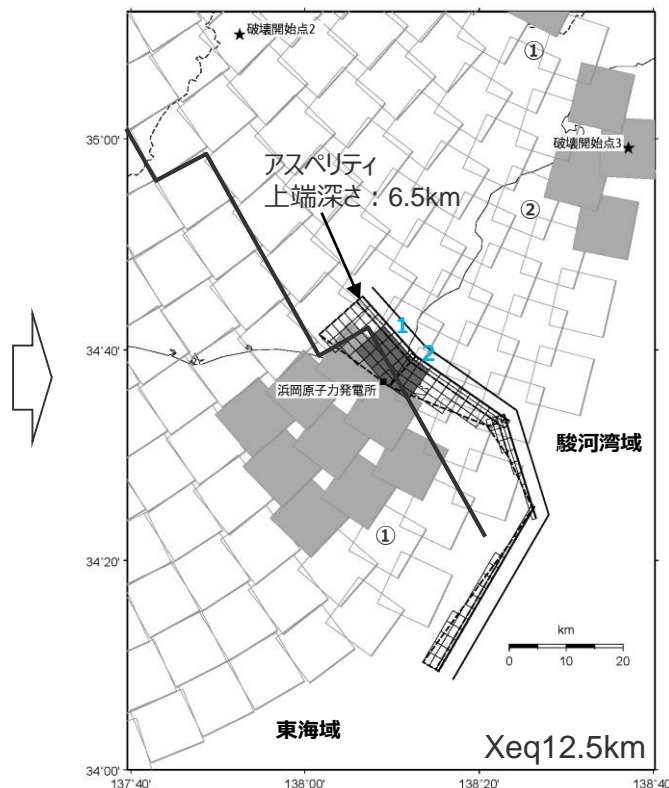 破壊開始点2
①
35˚00'
破壊開始点3
アスペリティ
上端深さ：6.5km
②
1
34˚40'
2
浜岡原子力発電所
駿河湾域
①
34˚20'
km
0 10 20
東海域
Xeq12.5km
34˚00'
137˚40' 138˚00' 138˚20' 138˚40'